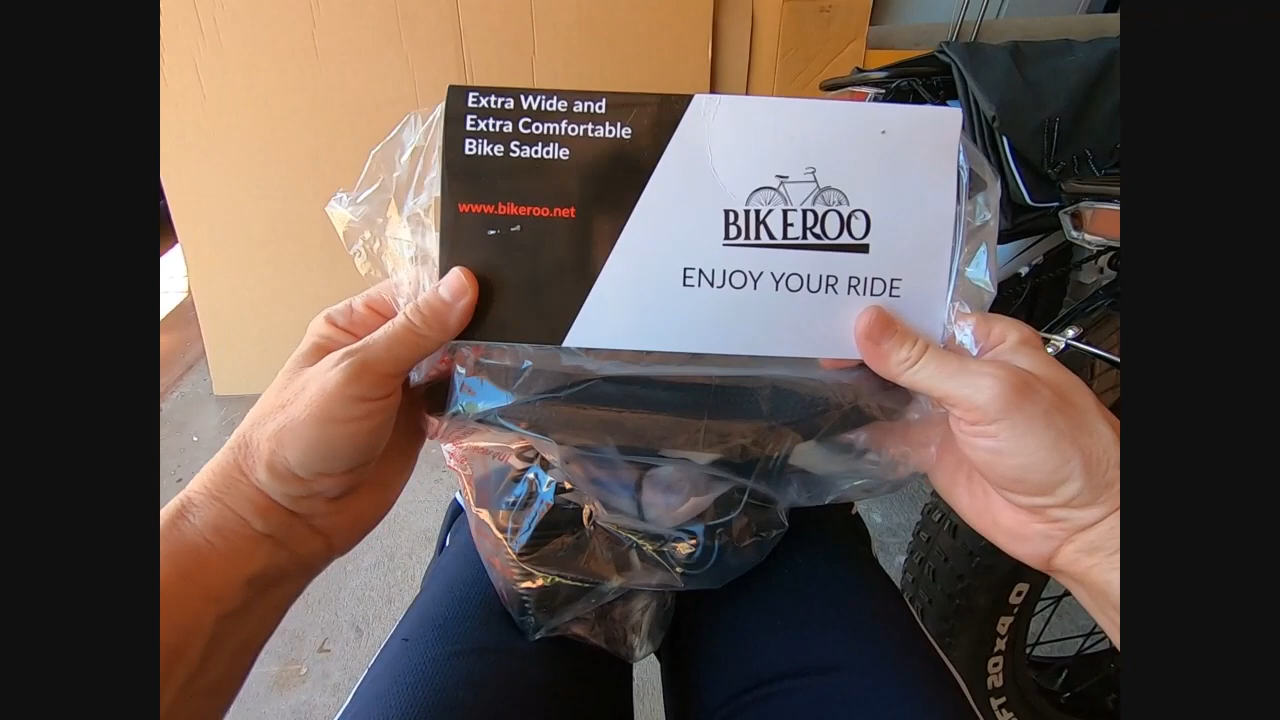 Extra Wide and
Extra Comfortable
Bike Saddle
www.bikeroo.net
BIKEROO
ENJOY YOUR RIDE
20x4.0